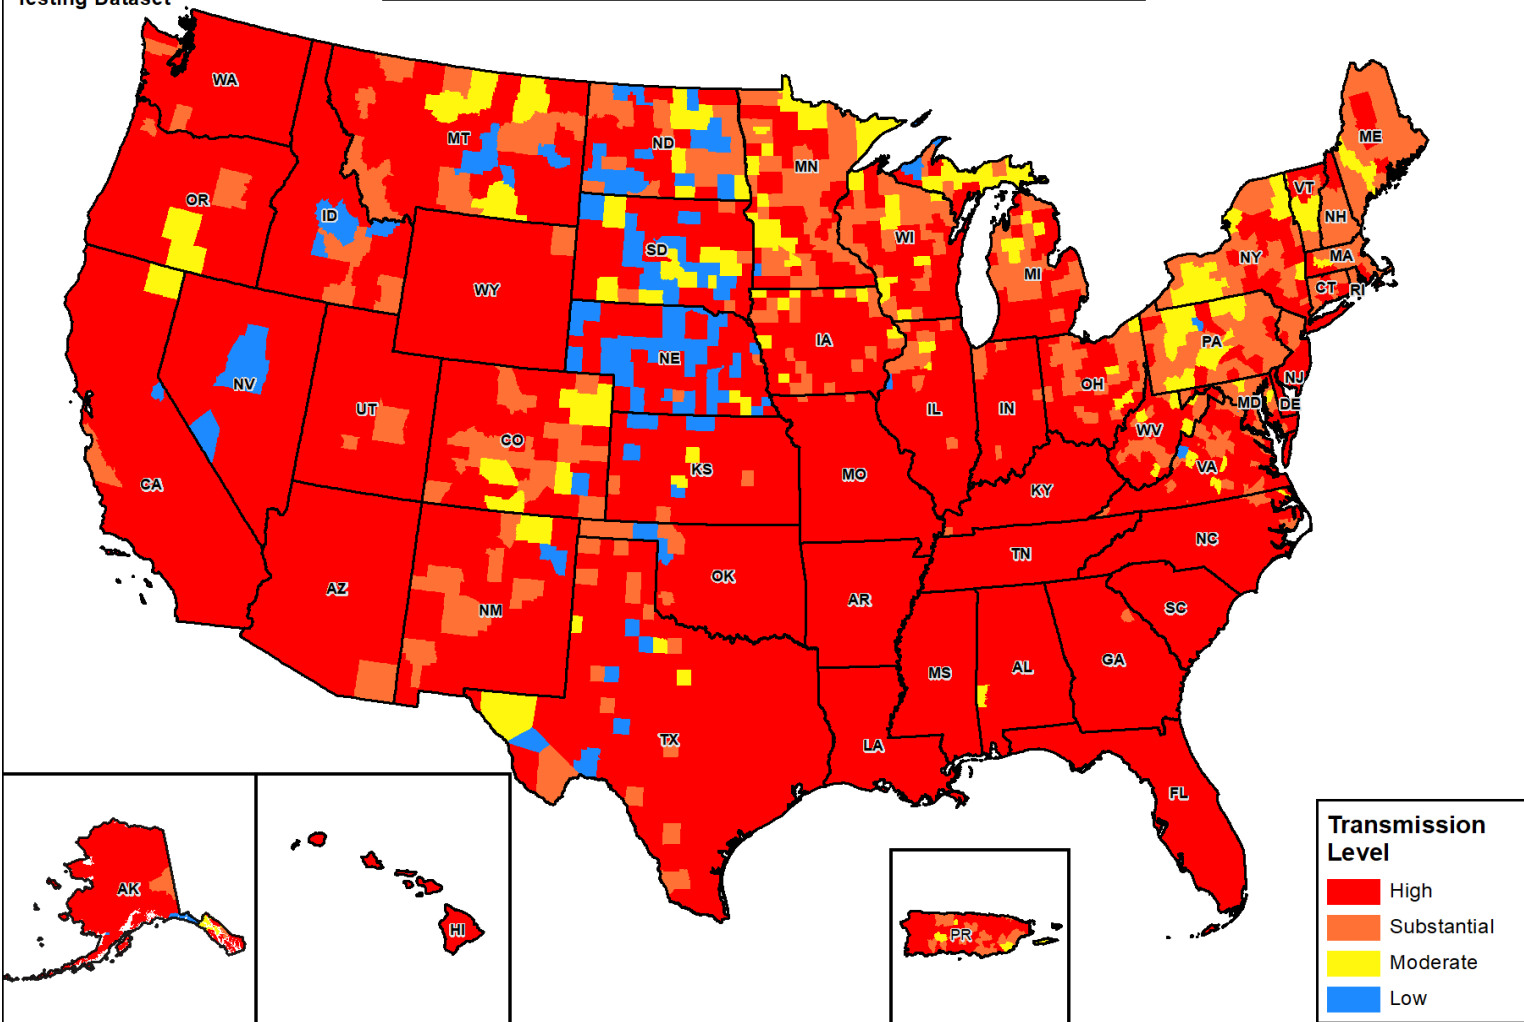 Testing Dataset
WA
MT
ND
MN
ME
OR
ID
SD
WI
MI
VT
NH
NY
MA
CT
RI
WY
NE
IA
PA
NV
UT
CO
IL
IN
OH
NJ
MD
DE
WV
VA
CA
KS
MO
KY
NC
TN
AZ
NM
OK
AR
SC
MS
AL
GA
TX
LA
FL
AK
HI
PR
Transmission
Level
High
Substantial
Moderate
Low